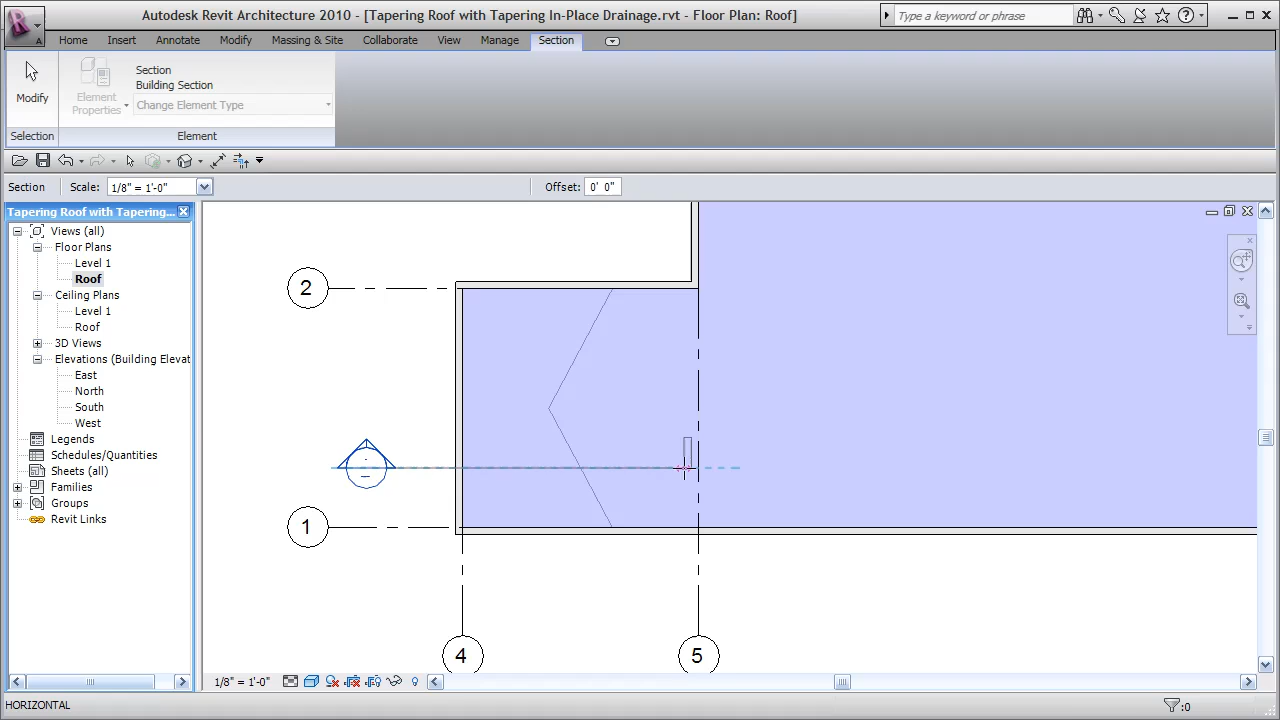 Autodesk Revit Architecture 2010 - [Tapering Roof with Tapering In-Place Drainage.rvt - Floor Plan: Roof]
Type a keyword or phrase
Home Insert Annotate Modify Massing & Site Collaborate View Manage Section
Modify
Element
Properties
Section
Building Section
Change Element Type
Selection
Element
Section
Scale:
1/8" = 1'-0"
Offset:
0' 0"
Tapering Roof with Tapering...
Views (all)
Floor Plans
Level 1
Roof
Ceiling Plans
Level 1
Roof
3D Views
Elevations (Building Elevat
East
North
South
West
Legends
Schedules/Quantities
Sheets (all)
Families
Groups
Revit Links
2
1
4
5
1/8" = 1'-0"
HORIZONTAL
:0